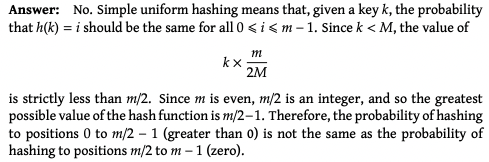 Answer: No. Simple uniform hashing means that, given a key k, the probability
that h(k) = i should be the same for all 0 ⩽ i ⩽ m − 1. Since k < M, the value of
k × m/2M
is strictly less than m/2. Since m is even, m/2 is an integer, and so the greatest
possible value of the hash function is m/2−1. Therefore, the probability of hashing
to positions 0 to m/2 − 1 (greater than 0) is not the same as the probability of
hashing to positions m/2 to m − 1 (zero).